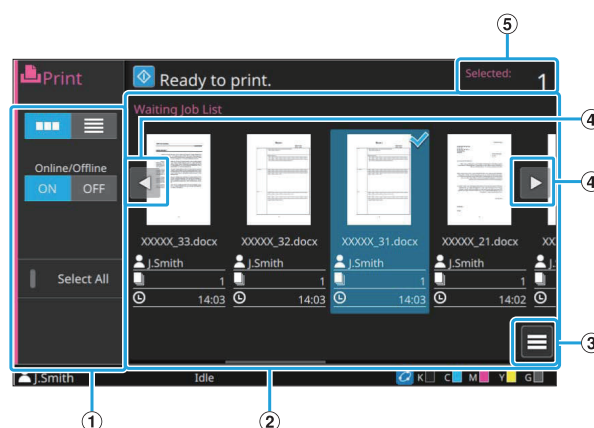 5
Print
Ready to print.
Selected:
1
Waiting Job List
4
Online/Offline
ON OFF
4
XXXXX_33.docx XXXXX_32.docx XXXXX_31.docx XXXXX_21.docx XX
J.Smith J.Smith J.Smith J.Smith J.
1 1 1 1
Select All
14:03 14:03 14:03 14:02
3
J.Smith Idle K C M Y G
1 2